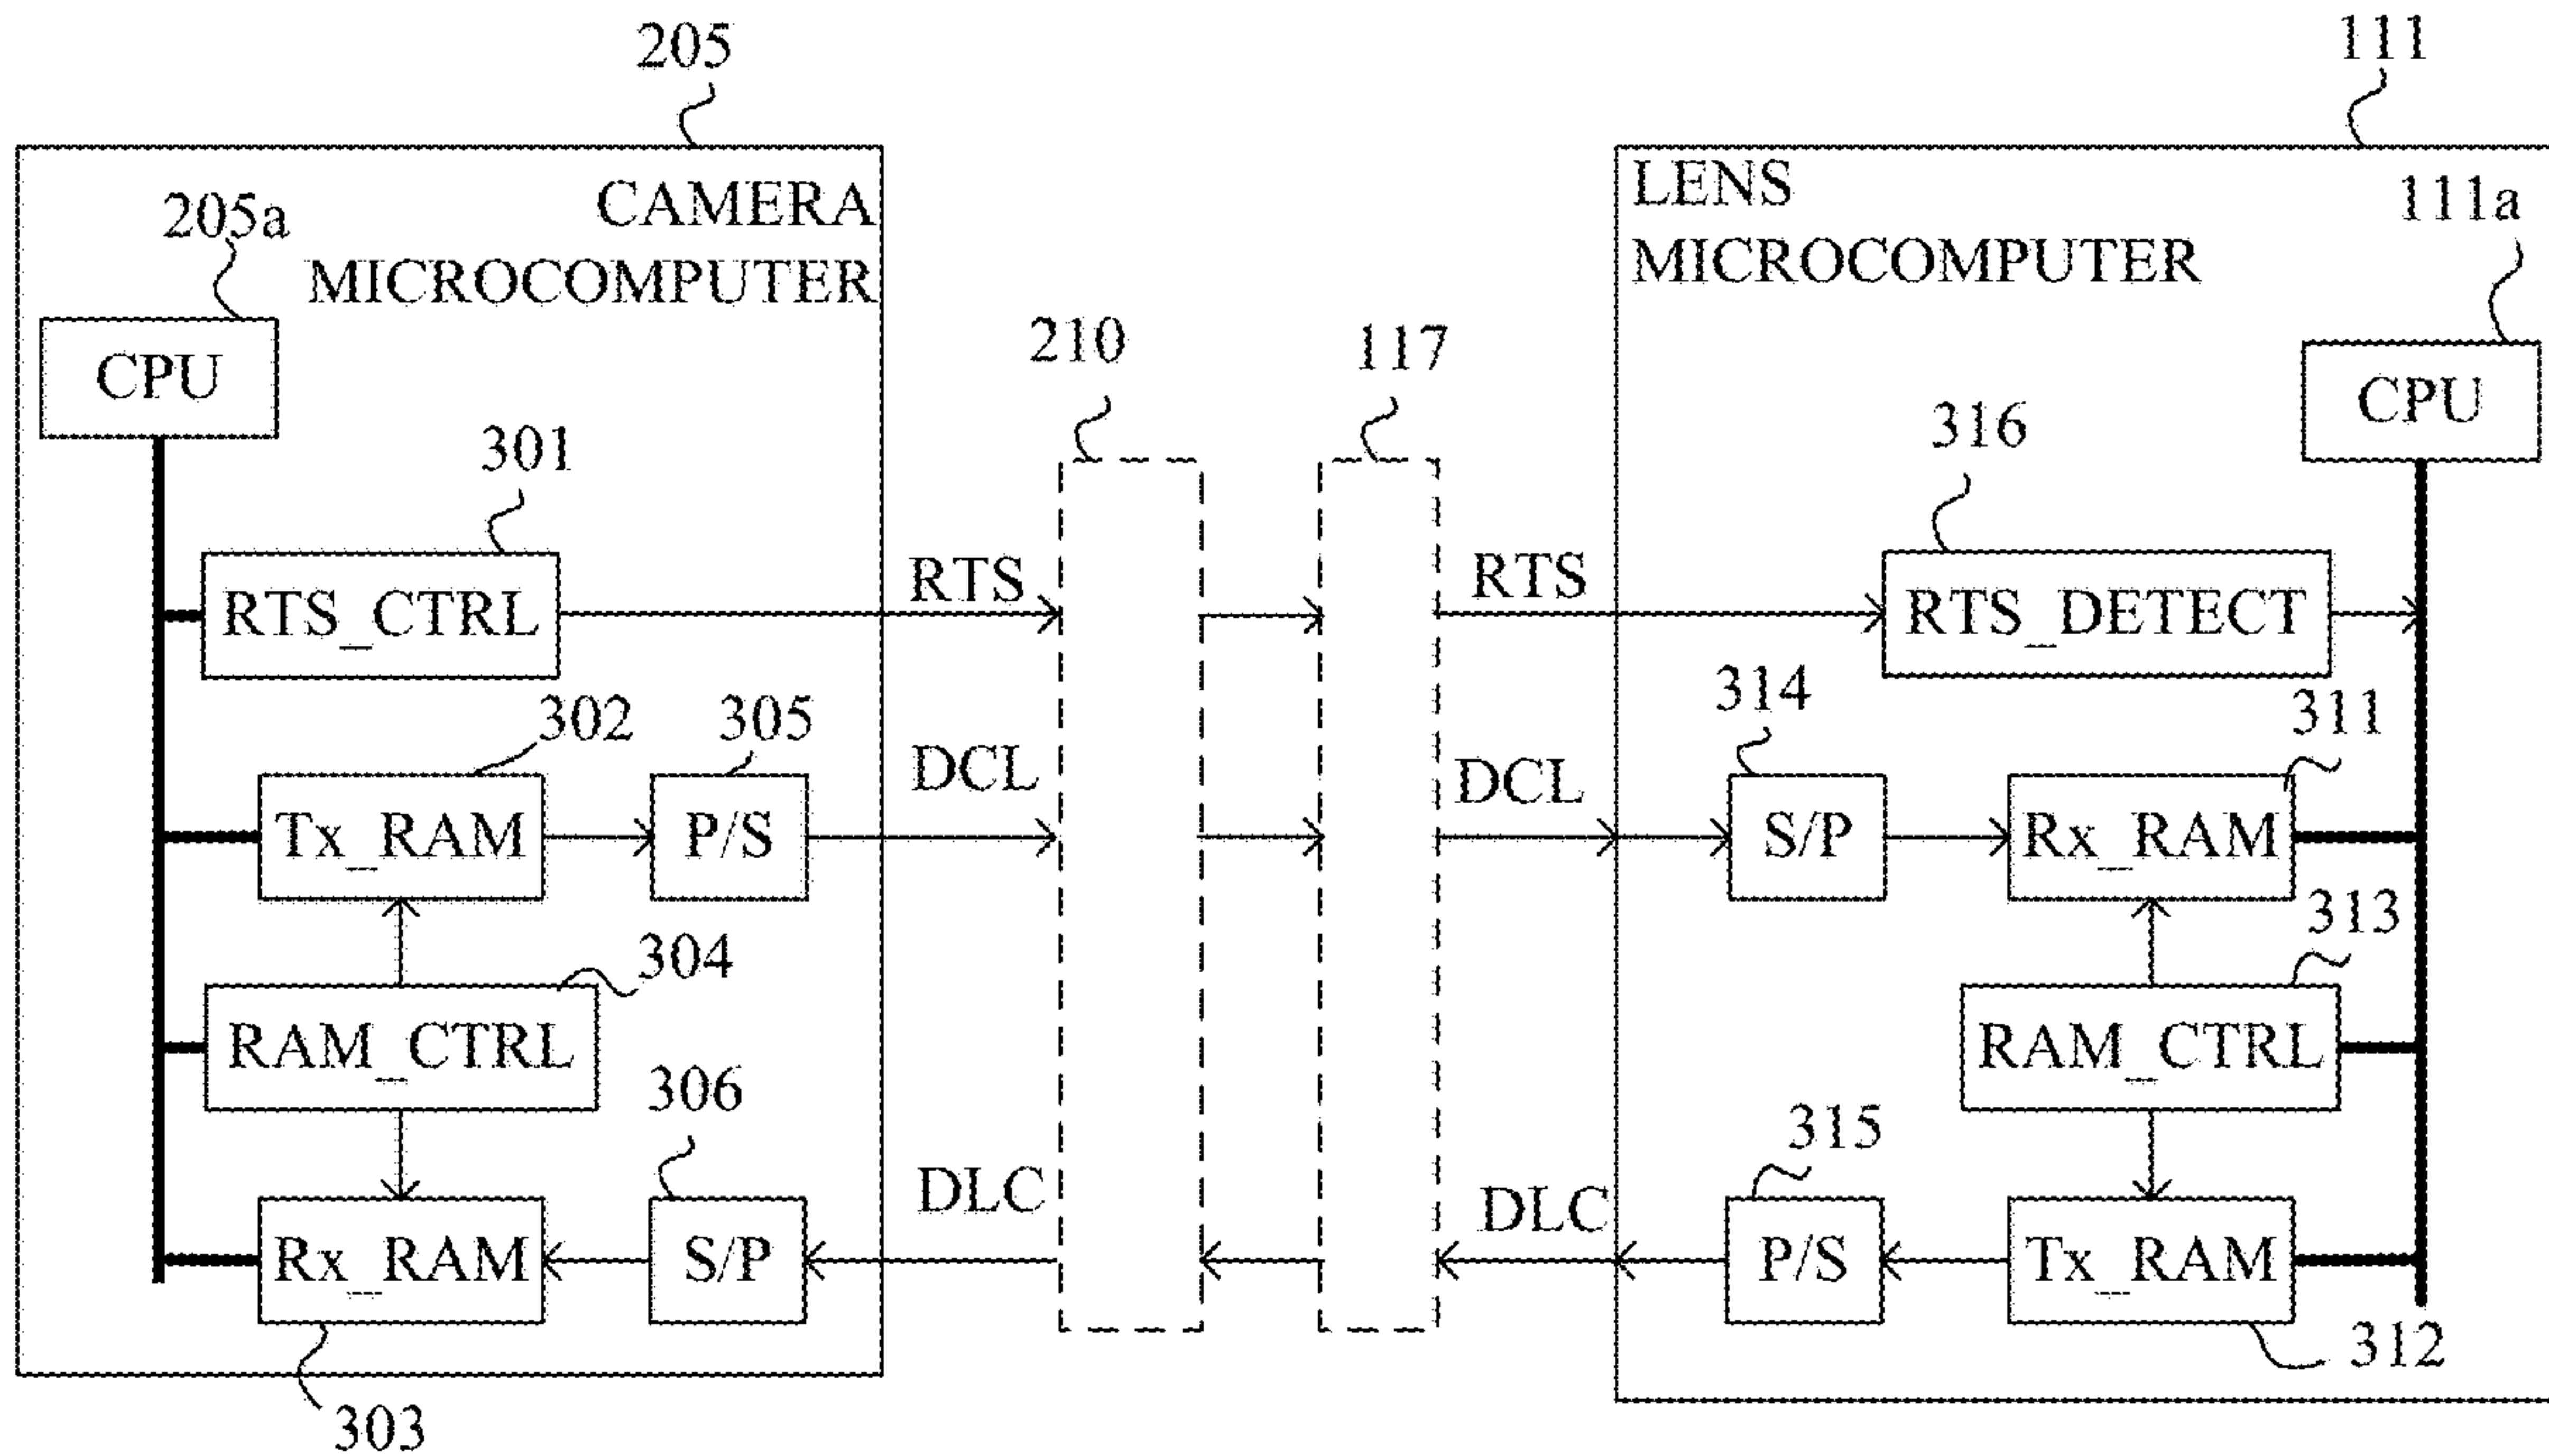 205
111
CAMERA
MICROCOMPUTER
LENS
MICROCOMPUTER
205a
111a
CPU
210
117
CPU
301
316
RTS_CTRL
RTS
RTS
RTS_DETECT
302
305
314
311
Tx_RAM
P/S
DCL
DCL
S/P
Rx_RAM
304
313
RAM_CTRL
RAM_CTRL
306
315
Rx_RAM
S/P
DLC
DLC
P/S
Tx_RAM
303
312